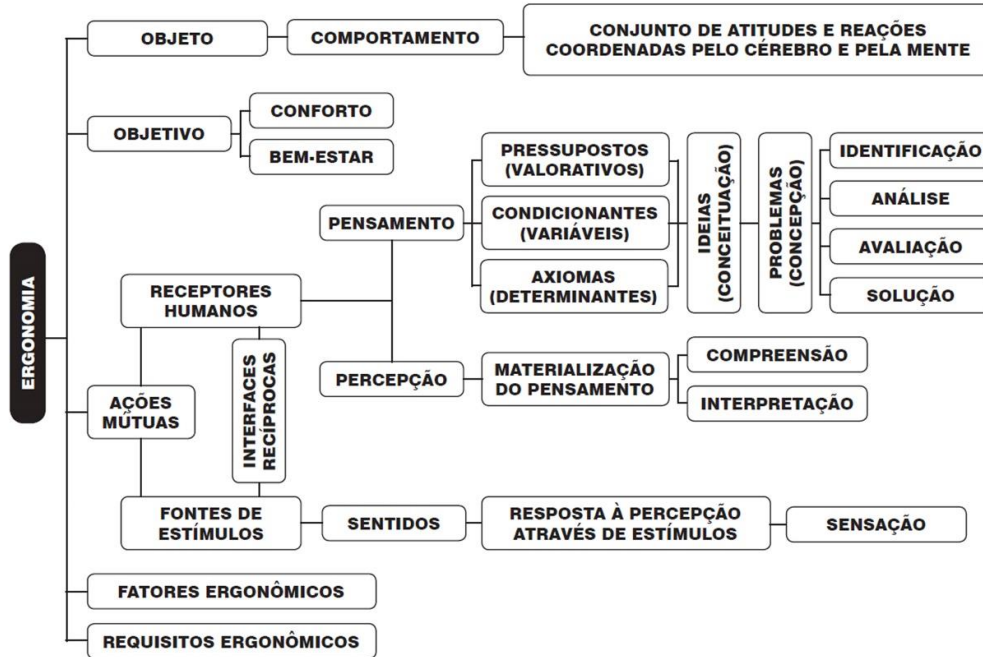 ERGONOMIA
OBJETO
COMPORTAMENTO
CONJUNTO DE ATITUDES E REAÇÕES
COORDENADAS PELO CÉREBRO E PELA MENTE
OBJETIVO
CONFORTO
BEM-ESTAR
AÇÕES
MÚTUAS
RECEPTORES
HUMANOS
INTERFACES
RECÍPROCAS
PENSAMENTO
PRESSUPOSTOS
(VALORATIVOS)
CONDICIONANTES
(VARIÁVEIS)
AXIOMAS
(DETERMINANTES)
IDEIAS
(CONCEITUAÇÃO)
PROBLEMAS
(CONCEPÇÃO)
IDENTIFICAÇÃO
ANÁLISE
AVALIAÇÃO
SOLUÇÃO
PERCEPÇÃO
MATERIALIZAÇÃO
DO PENSAMENTO
COMPREENSÃO
INTERPRETAÇÃO
FONTES DE
ESTÍMULOS
SENTIDOS
RESPOSTA À PERCEPÇÃO
ATRAVÉS DE ESTÍMULOS
SENSAÇÃO
FATORES ERGONÔMICOS
REQUISITOS ERGONÔMICOS